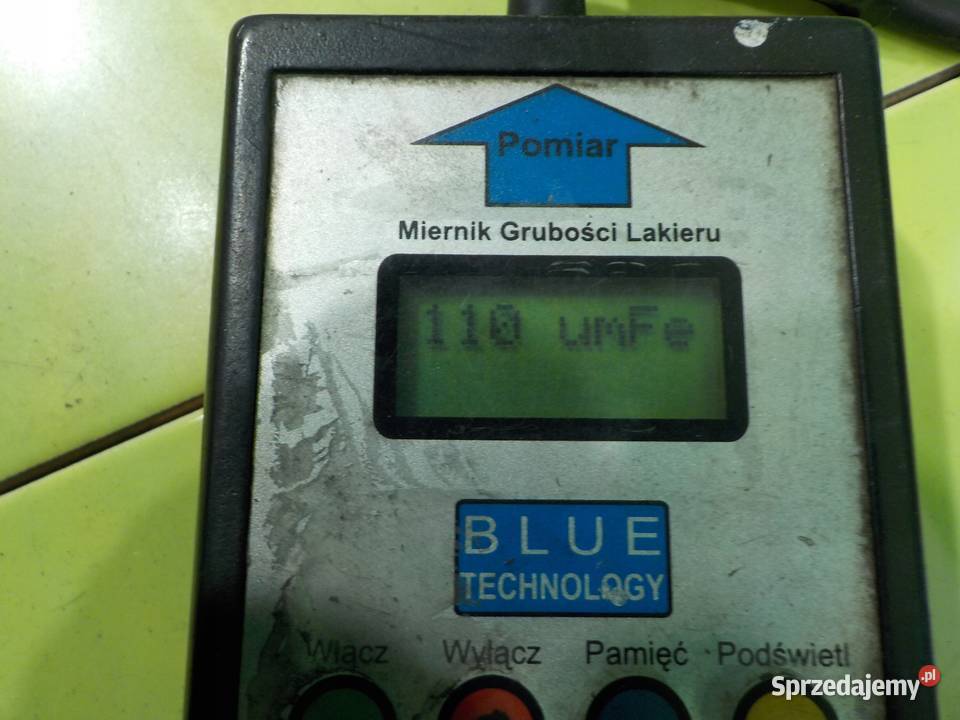 Pomiar
Miernik Grubości Lakieru
110 umFe
BLUE
TECHNOLOGY
Włącz Wyłącz Pamięć Podświetl
Sprzedajemy.pl